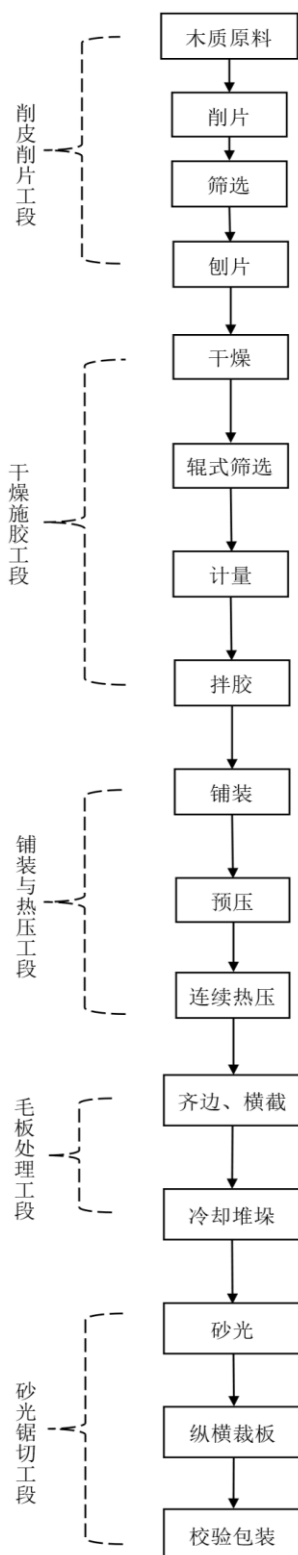 木质原料
削片
筛选
刨片
削皮削片工段
干燥
辊式筛选
计量
拌胶
干燥施胶工段
铺装
预压
连续热压
铺装与热压工段
齐边、横截
冷却堆垛
毛板处理工段
砂光
纵横裁板
校验包装
砂光锯切工段